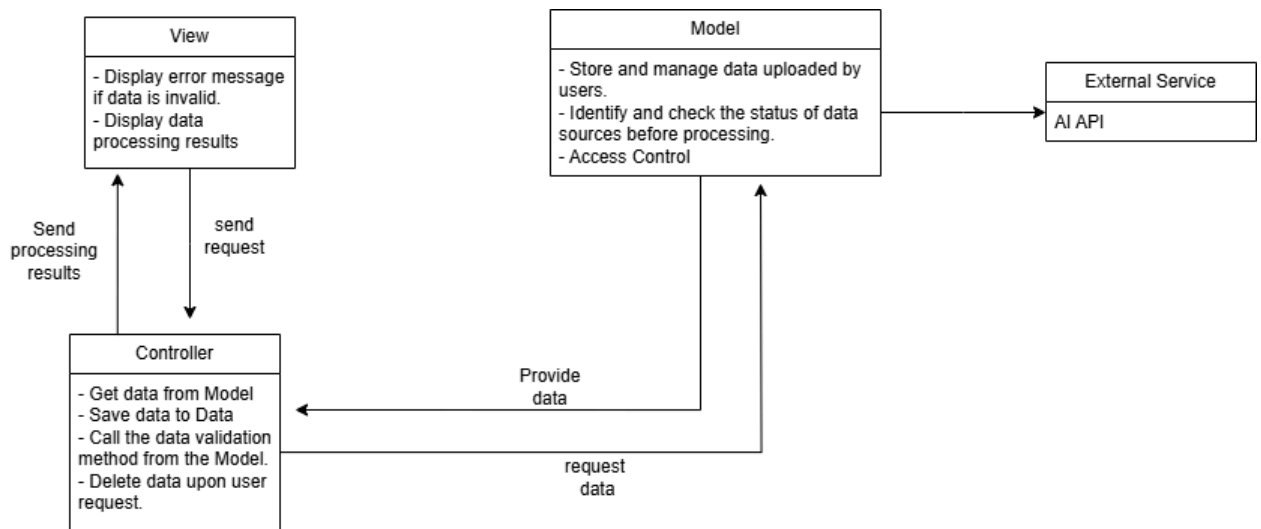 View
- Display error message
if data is invalid.
- Display data
processing results
Model
- Store and manage data uploaded by
users.
- Identify and check the status of data
sources before processing.
- Access Control
External Service
AI API
Send
processing
results
send
request
Controller
- Get data from Model
- Save data to Data
- Call the data validation
method from the Model.
- Delete data upon user
request.
Provide
data
request
data